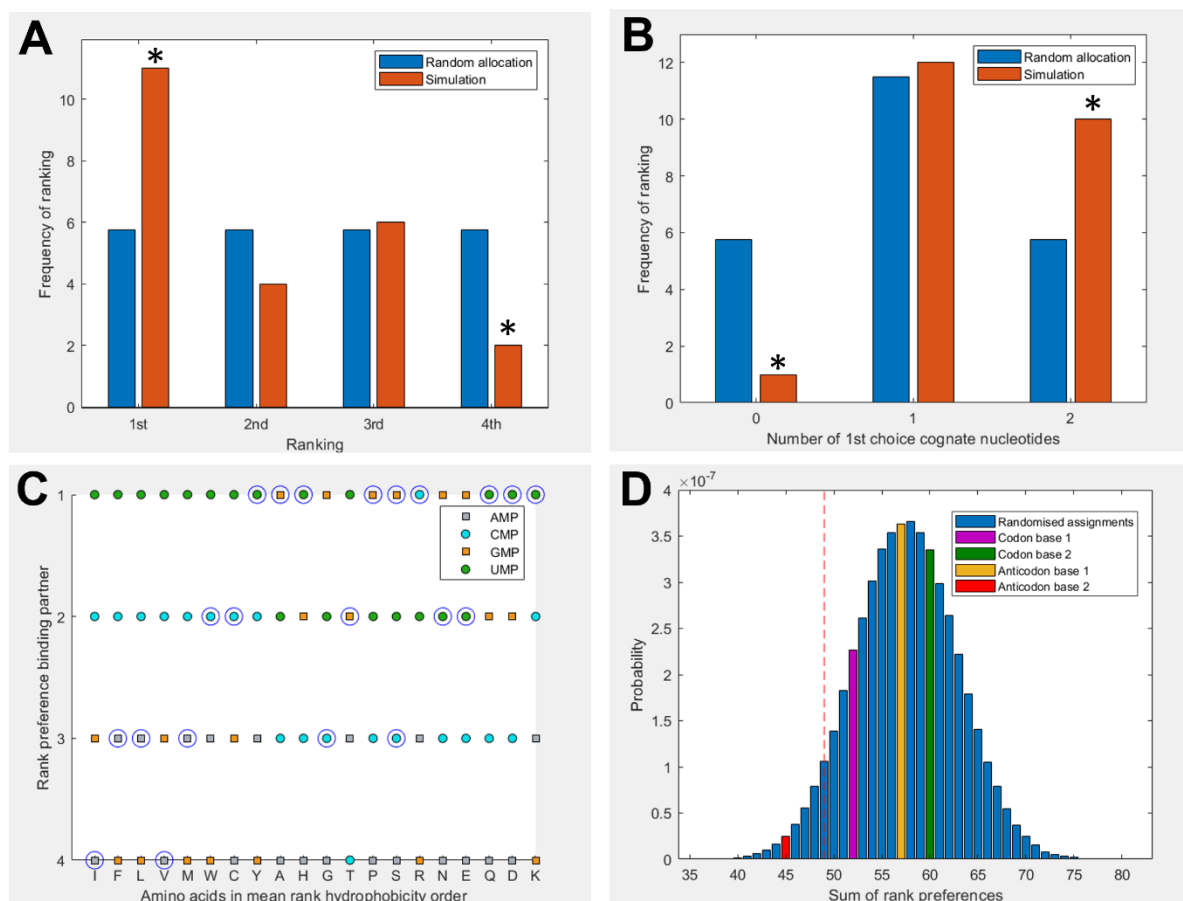 A
*
Random allocation
Simulation
10
8
6
4
2
0
*
1st 2nd 3rd 4th
Frequency of ranking
Ranking
B
0 1 2
12
10
8
6
4
2
0
Random allocation
Simulation
*
*
0 1 2
Frequency of ranking
Number of 1st choice cognate nucleotides
C
1
2
3
4
AMP
CMP
GMP
UMP
Rank preference binding partner
I F L V M W C Y A H G T P S R N E Q D K
Amino acids in mean rank hydrophobicity order
D
×10-7
4
3.5
3
2.5
2
1.5
1
0.5
0
Randomised assignments
Codon base 1
Codon base 2
Anticodon base 1
Anticodon base 2
35 40 45 50 55 60 65 70 75 80
Probability
Sum of rank preferences